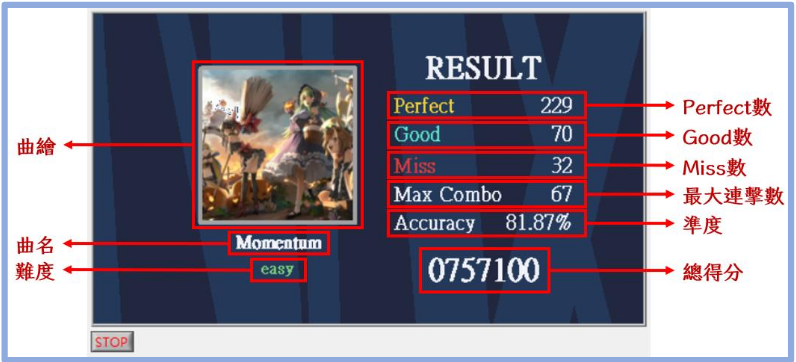 RESULT
Perfect 229
Good 70
Miss 32
Max Combo 67
Accuracy 81.87%
0757100
Momentum
easy
STOP
曲繪
曲名
難度
Perfect數
Good數
Miss數
最大連擊數
準度
總得分